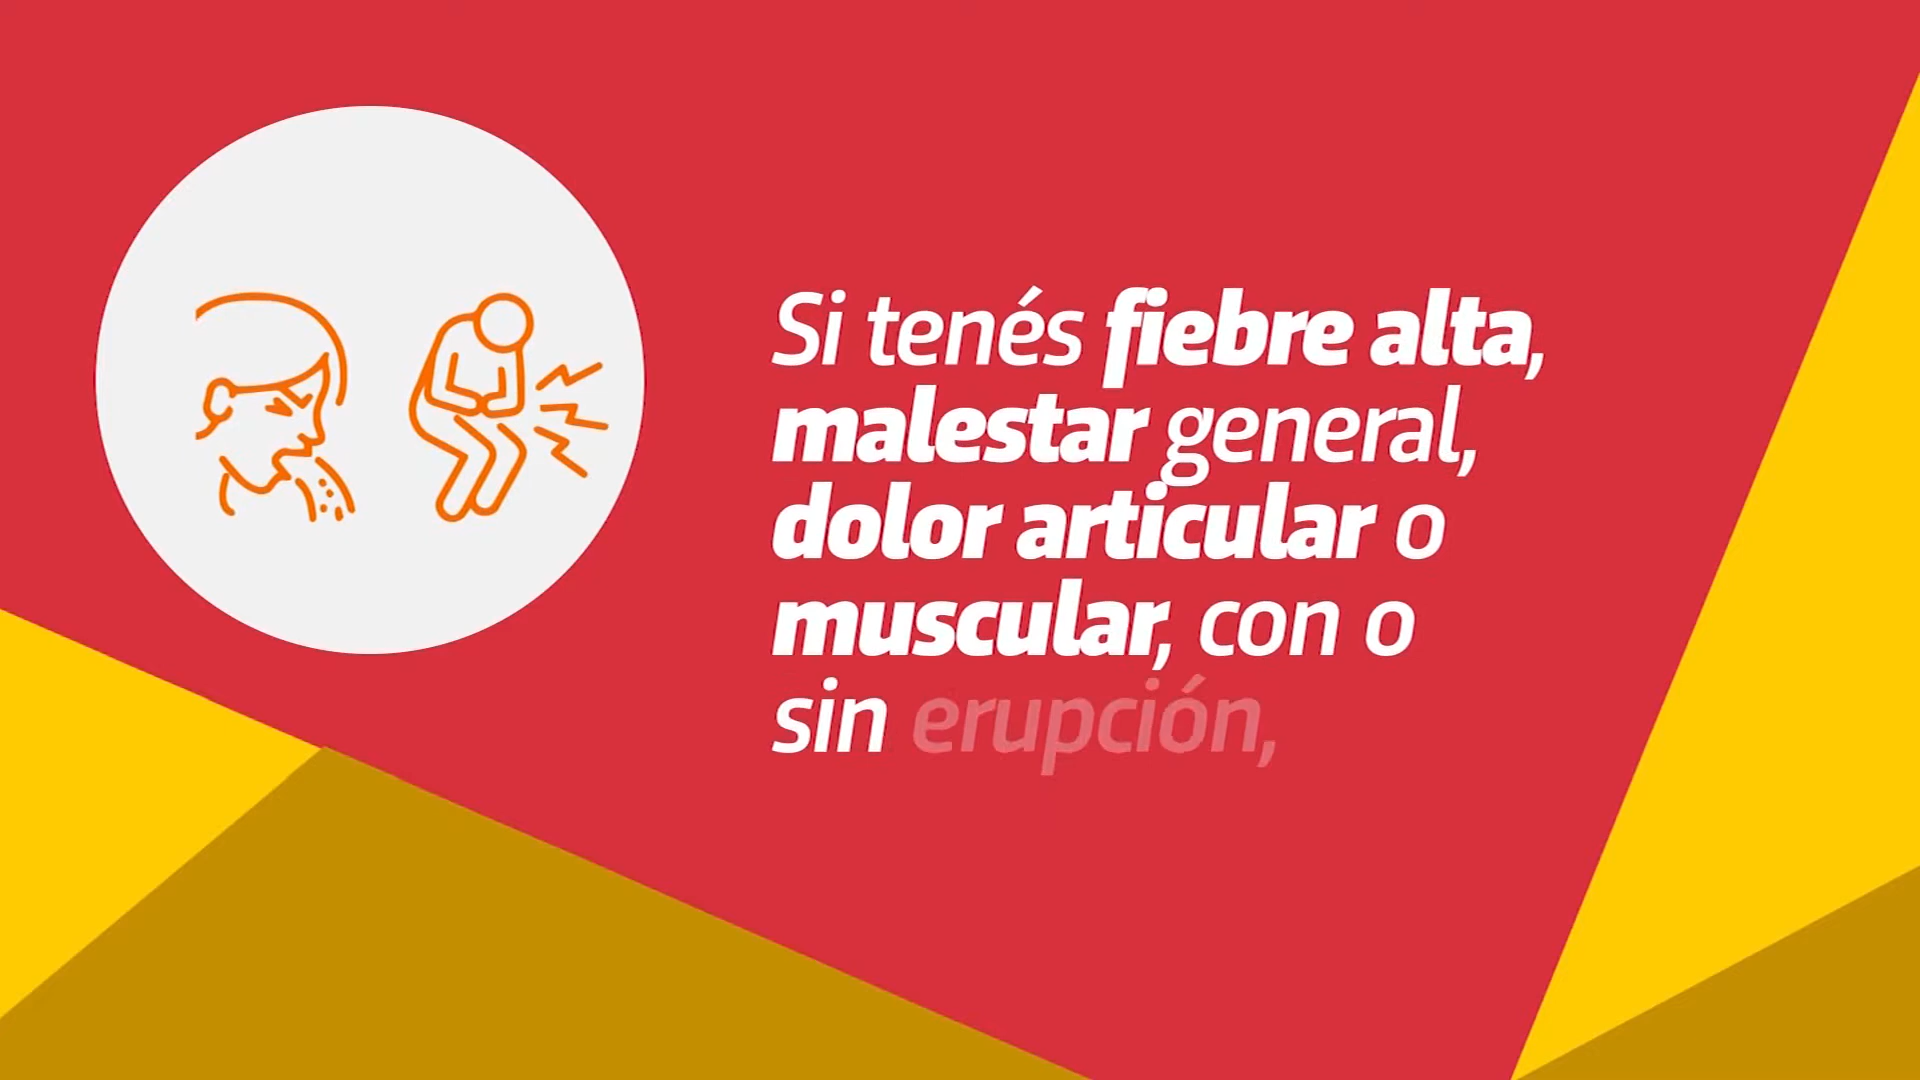 Si tenés fiebre alta,
malestar general,
dolor articular o
muscular, con o
sin erupción,